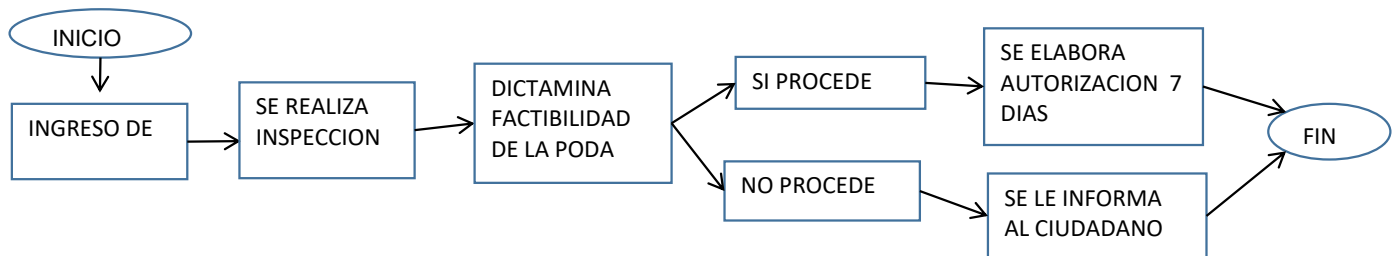 INICIO
INGRESO DE
SE REALIZA
INSPECCION
DICTAMINA
FACTIBILIDAD
DE LA PODA
SI PROCEDE
NO PROCEDE
SE ELABORA
AUTORIZACION 7
DIAS
SE LE INFORMA
AL CIUDADANO
FIN